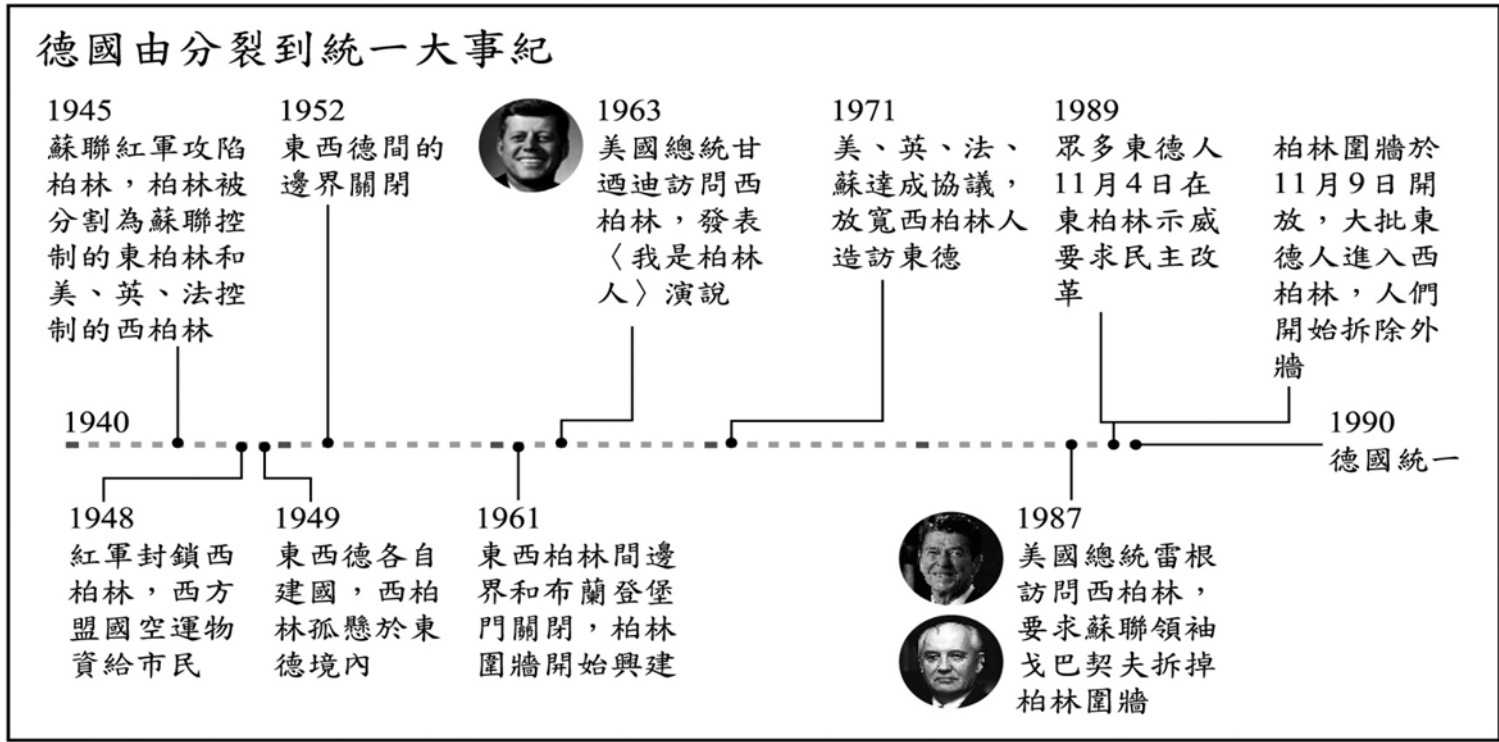 德國由分裂到統一大事紀
1945
蘇聯紅軍攻陷
柏林，柏林被
分割為蘇聯控
制的東柏林和
美、英、法控
制的西柏林
1952
東西德間的
邊界關閉
1963
美國總統甘
迺迪訪問西
柏林，發表
〈我是柏林
人〉演說
1971
美、英、法、
蘇達成協議，
放寬西柏林人
造訪東德
1989
眾多東德人
11月4日在
東柏林示威
要求民主改
革
柏林圍牆於
11月9日開
放，大批東
德人進入西
柏林，人們
開始拆除外
牆
1940
1990
德國統一
1948
紅軍封鎖西
柏林，西方
盟國空運物
資給市民
1949
東西德各自
建國，西柏
林孤懸於東
德境內
1961
東西柏林間邊
界和布蘭登堡
門關閉，柏林
圍牆開始興建
1987
美國總統雷根
訪問西柏林，
要求蘇聯領袖
戈巴契夫拆掉
柏林圍牆